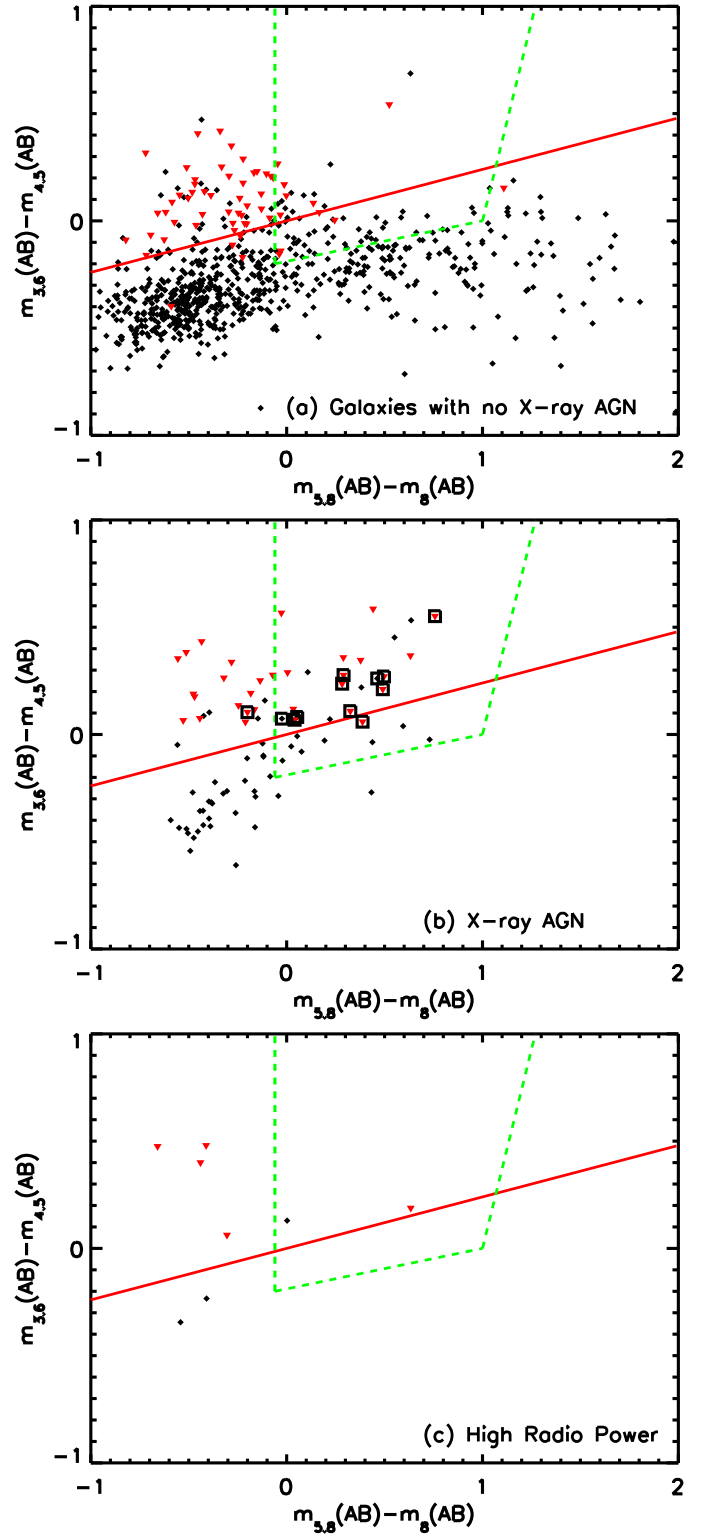 1
0
−1
m3.6(AB)−m4.5(AB)
(a) Galaxies with no X−ray AGN
−1 0 1 2
m5.8(AB)−m8(AB)
1
0
−1
m3.6(AB)−m4.5(AB)
(b) X−ray AGN
−1 0 1 2
m5.8(AB)−m8(AB)
1
0
−1
m3.6(AB)−m4.5(AB)
(c) High Radio Power
−1 0 1 2
m5.8(AB)−m8(AB)